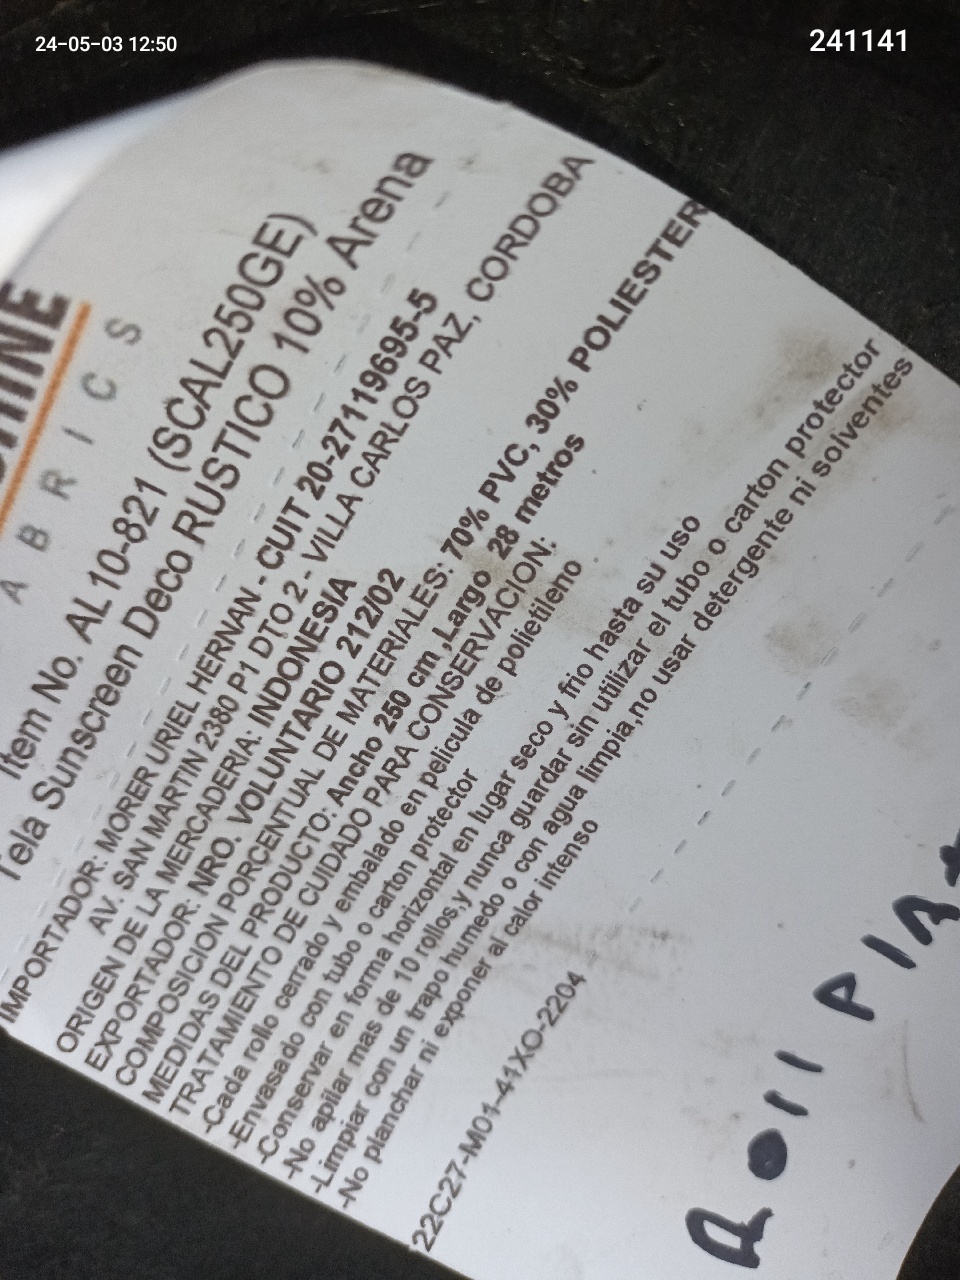 24-05-03 12:50
241141
ABRICS
Item No. AL 10-821 (SCAL250GE)
Tela Sunscreen Deco RUSTICO 10% Arena
IMPORTADOR: MORER URIEL HERNAN - CUIT 20-27119695-5
AV. SAN MARTIN 2380 P1 DTO 2 - VILLA CARLOS PAZ, CORDOBA
ORIGEN DE LA MERCADERIA: INDONESIA
EXPORTADOR: NRO. VOLUNTARIO 212/02
COMPOSICION PORCENTUAL DE MATERIALES: 70% PVC, 30% POLIESTER
MEDIDAS DEL PRODUCTO: Ancho 250 cm ,Largo 28 metros
TRATAMIENTO DE CUIDADO PARA CONSERVACION:
-Cada rollo cerrado y embalado en pelicula de polietileno
-Envasado con tubo o carton protector
-Conservar en forma horizontal en lugar seco y frio hasta su uso
-No apilar mas de 10 rollos,y nunca guardar sin utilizar el tubo o carton protector
-Limpiar con un trapo humedo o con agua limpia,no usar detergente ni solventes
-No planchar ni exponer al calor intenso
22C27-M01-41XO-2204